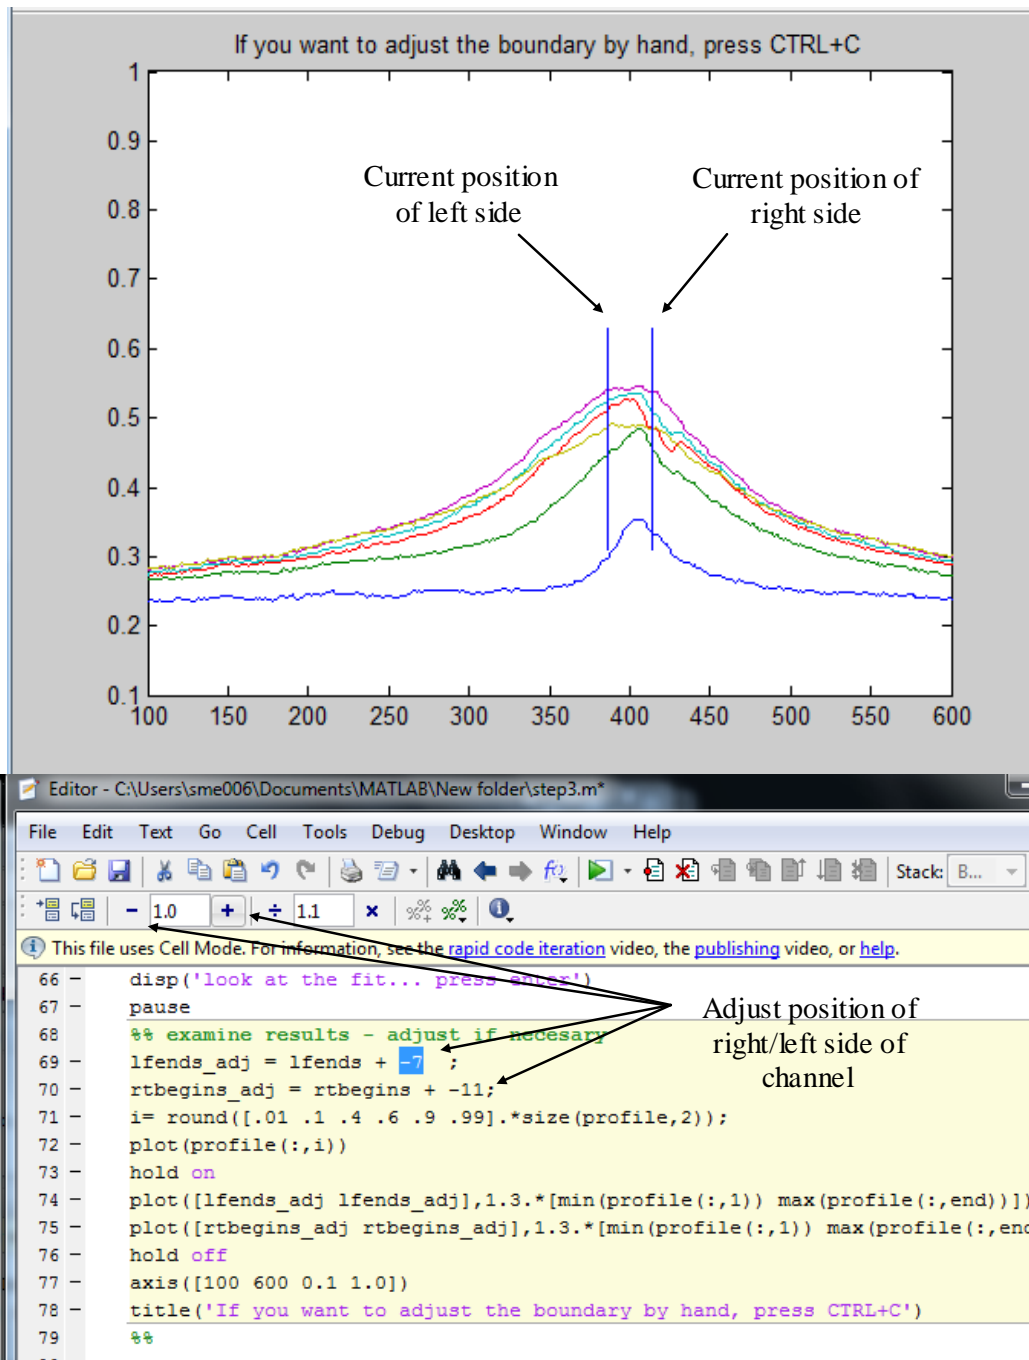 If you want to adjust the boundary by hand, press CTRL+C
1
0.9
0.8
0.7
0.6
0.5
0.4
0.3
0.2
0.1
Current position
of left side
Current position of
right side
100 150 200 250 300 350 400 450 500 550 600
Editor - C:\Users\sme006\Documents\MATLAB\New folder\step3.m*
File Edit Text Go Cell Tools Debug Desktop Window Help
Stack: B...
− 1.0 + ÷ 1.1 ×
This file uses Cell Mode. For information, see the rapid code iteration video, the publishing video, or help.
66 − disp('look at the fit... press enter')
67 − pause
68 %% examine results - adjust if necesary
69 − lfends_adj = lfends + -7 ;
70 − rtbegins_adj = rtbegins + -11;
71 − i= round([.01 .1 .4 .6 .9 .99].*size(profile,2));
72 − plot(profile(:,i))
73 − hold on
74 − plot([lfends_adj lfends_adj],1.3.*[min(profile(:,1)) max(profile(:,end))])
75 − plot([rtbegins_adj rtbegins_adj],1.3.*[min(profile(:,1)) max(profile(:,end
76 − hold off
77 − axis([100 600 0.1 1.0])
78 − title('If you want to adjust the boundary by hand, press CTRL+C')
79 %%
Adjust position of
right/left side of
channel